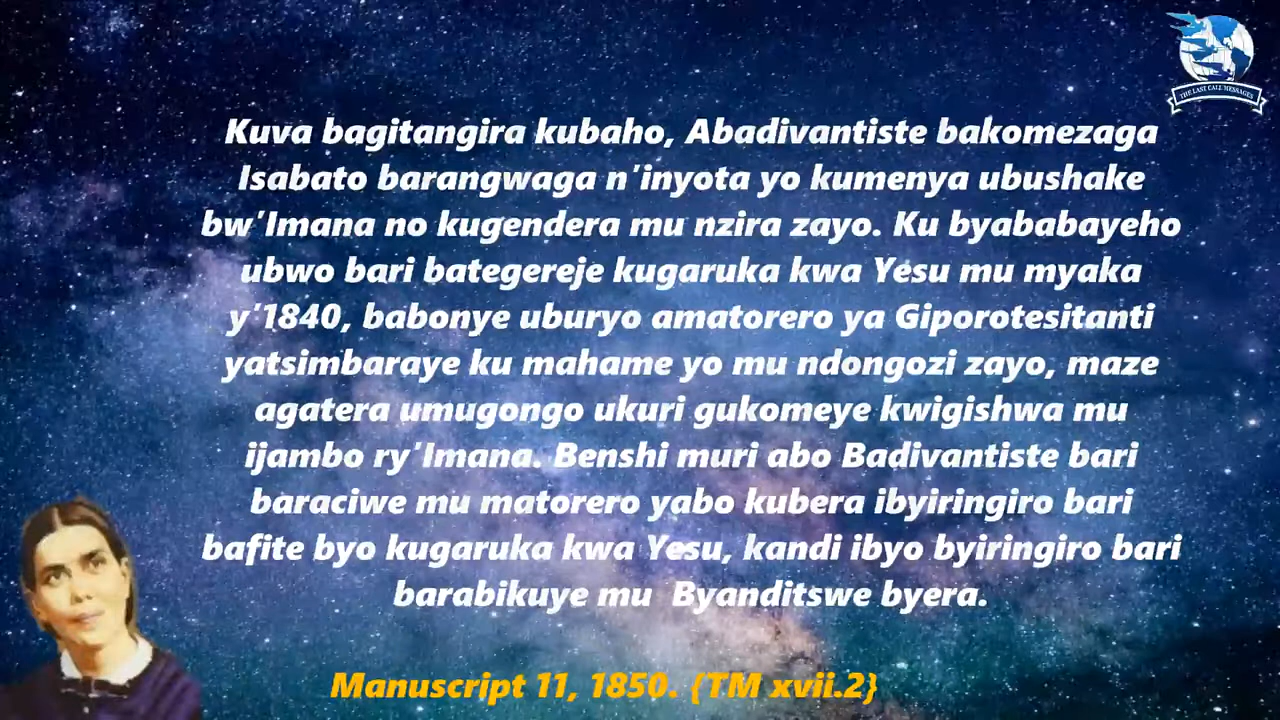 THE LAST CALL MESSAGES
Kuva bagitangira kubaho, Abadivantiste bakomezaga
Isabato barangwaga n'inyota yo kumenya ubushake
bw'Imana no kugendera mu nzira zayo. Ku byababayeho
ubwo bari bategereje kugaruka kwa Yesu mu myaka
y'1840, babonye uburyo amatorero ya Giporotesitanti
yatsimbaraye ku mahame yo mu ndongozi zayo, maze
agatera umugongo ukuri gukomeye kwigishwa mu
ijambo ry'Imana. Benshi muri abo Badivantiste bari
baraciwe mu matorero yabo kubera ibyiringiro bari
bafite byo kugaruka kwa Yesu, kandi ibyo byiringiro bari
barabikuye mu Byanditswe byera.
Manuscript 11, 1850. {TM xvii.2}